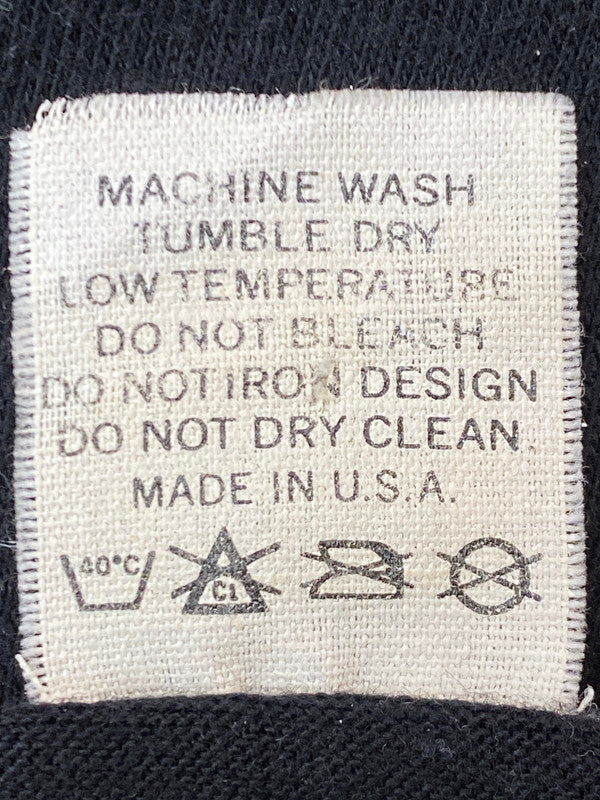 MACHINE WASH
TUMBLE DRY
LOW TEMPERATURE
DO NOT BLEACH
DO NOT IRON DESIGN
DO NOT DRY CLEAN.
MADE IN U.S.A.
40°C Cl